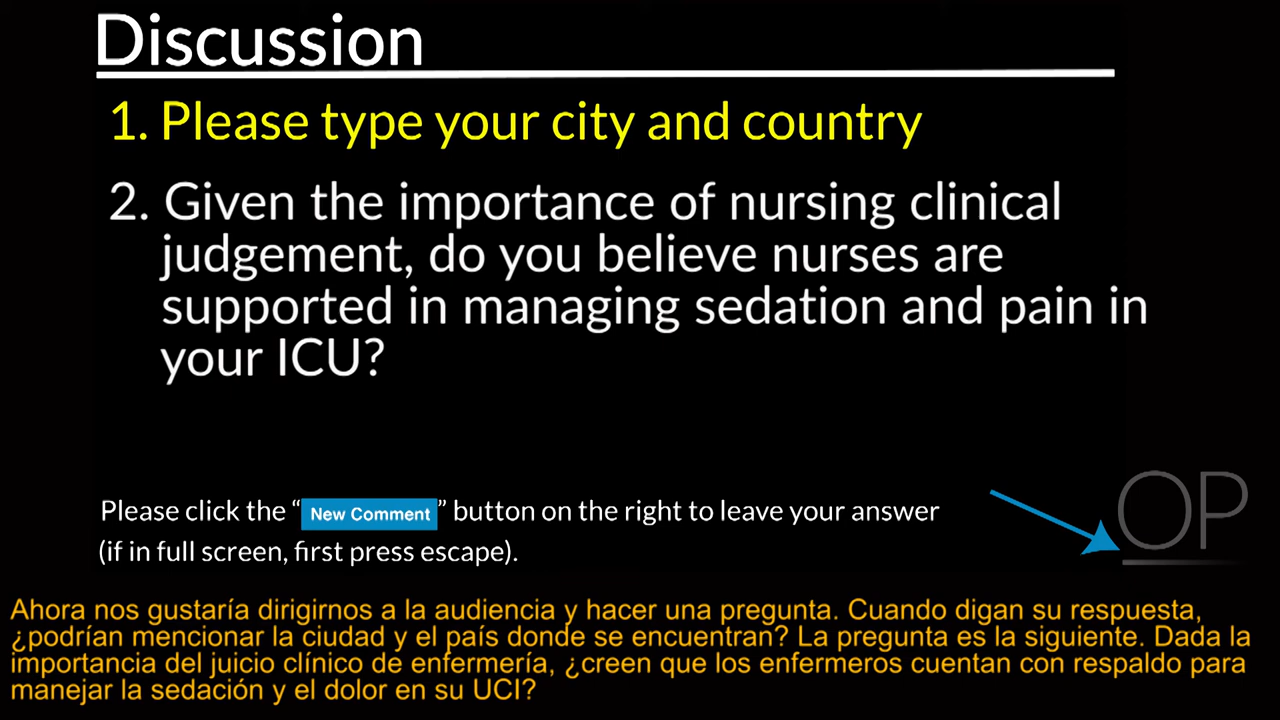 Discussion
1. Please type your city and country
2. Given the importance of nursing clinical
judgement, do you believe nurses are
supported in managing sedation and pain in
your ICU?
Please click the “New Comment” button on the right to leave your answer
(if in full screen, first press escape).
OP
Ahora nos gustaría dirigirnos a la audiencia y hacer una pregunta. Cuando digan su respuesta,
¿podrían mencionar la ciudad y el país donde se encuentran? La pregunta es la siguiente. Dada la
importancia del juicio clínico de enfermería, ¿creen que los enfermeros cuentan con respaldo para
manejar la sedación y el dolor en su UCI?